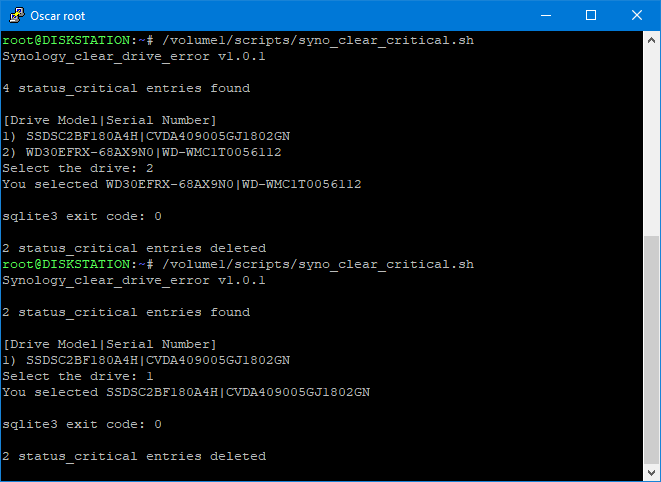 Oscar root
root@DISKSTATION:~# /volume1/scripts/syno_clear_critical.sh
Synology_clear_drive_error v1.0.1
4 status_critical entries found
[Drive Model|Serial Number]
1) SSDSC2BF180A4H|CVDA409005GJ1802GN
2) WD30EFRX-68AX9N0|WD-WMC1T0056112
Select the drive: 2
You selected WD30EFRX-68AX9N0|WD-WMC1T0056112
sqlite3 exit code: 0
2 status_critical entries deleted
root@DISKSTATION:~# /volume1/scripts/syno_clear_critical.sh
Synology_clear_drive_error v1.0.1
2 status_critical entries found
[Drive Model|Serial Number]
1) SSDSC2BF180A4H|CVDA409005GJ1802GN
Select the drive: 1
You selected SSDSC2BF180A4H|CVDA409005GJ1802GN
sqlite3 exit code: 0
2 status_critical entries deleted